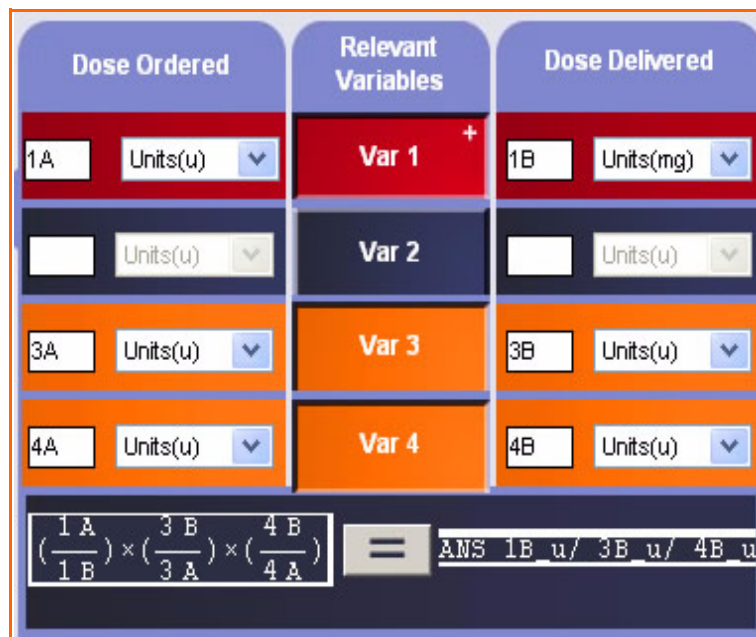 Dose Ordered Relevant Variables Dose Delivered
1A Units(u) Var 1 + 1B Units(mg)
Units(u) Var 2 Units(u)
3A Units(u) Var 3 3B Units(u)
4A Units(u) Var 4 4B Units(u)
(1 A/1 B)×(3 B/3 A)×(4 B/4 A) = ANS 1B_u/ 3B_u/ 4B_u